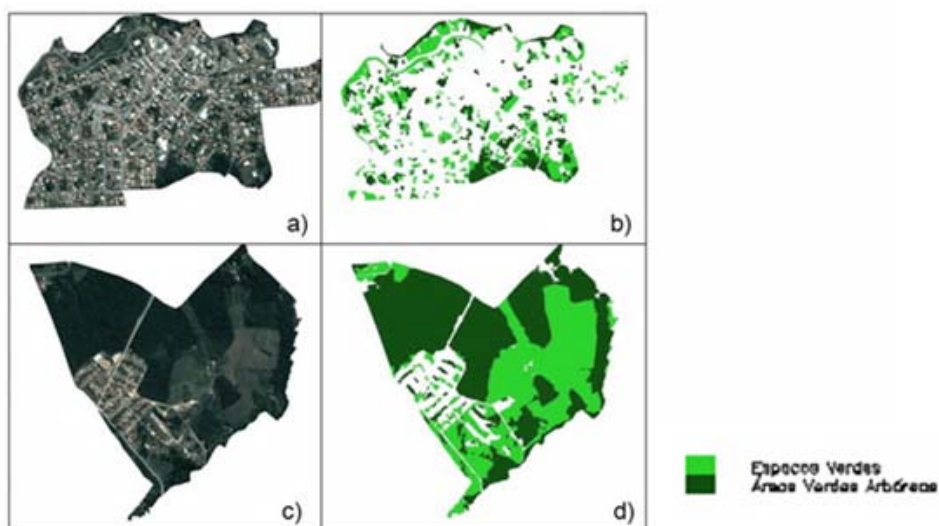 a)
b)
c)
d)
Espacos Verdes
Áreas Verdes Arbóreas